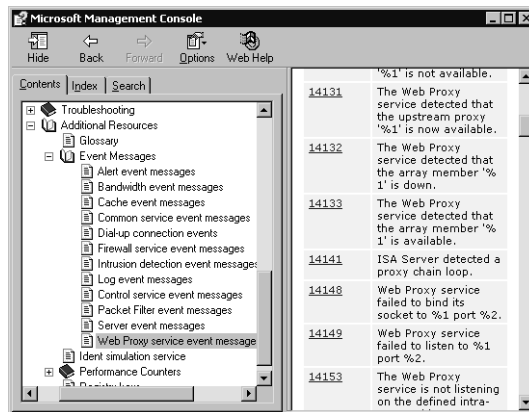 Microsoft Management Console
Hide Back Forward Options Web Help
Contents Index Search
Troubleshooting
Additional Resources
Glossary
Event Messages
Alert event messages
Bandwidth event messages
Cache event messages
Common service event messages
Dial-up connection events
Firewall service event messages
Intrusion detection event messages
Log event messages
Control service event messages
Packet Filter event messages
Server event messages
Web Proxy service event message
Ident simulation service
Performance Counters
Registry keys
'%1' is not available.
14131 The Web Proxy
service detected that
the upstream proxy
'%1' is now available.
14132 The Web Proxy
service detected that
the array member '%
1' is down.
14133 The Web Proxy
service detected that
the array member '%
1' is available.
14141 ISA Server detected a
proxy chain loop.
14148 Web Proxy service
failed to bind its
socket to %1 port %2.
14149 Web Proxy service
failed to listen to %1
port %2.
14153 The Web Proxy
service is not listening
on the defined intra-